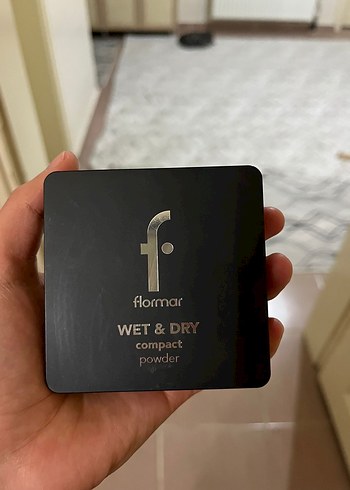 flormar
WET & DRY
compact
powder